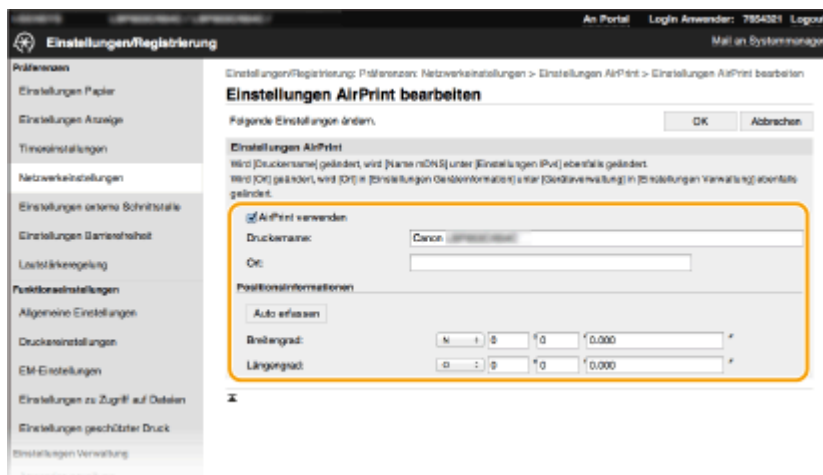 An Portal Login Anwender: 7654321 Logout
Einstellungen/Registrierung
Mail an Systemmanager
Präferenzen
Einstellungen Papier
Einstellungen Anzeige
Timereinstellungen
Netzwerkeinstellungen
Einstellungen externe Schnittstelle
Einstellungen Barrierefreiheit
Lautstärkeregelung
Funktionseinstellungen
Allgemeine Einstellungen
Druckereinstellungen
EM-Einstellungen
Einstellungen zu Zugriff auf Dateien
Einstellungen geschützter Druck
Einstellungen Verwaltung
Einstellungen/Registrierung: Präferenzen: Netzwerkeinstellungen > Einstellungen AirPrint > Einstellungen AirPrint bearbeiten
Einstellungen AirPrint bearbeiten
Folgende Einstellungen ändern.
OK Abbrechen
Einstellungen AirPrint
Wird [Druckername] geändert, wird [Name mDNS] unter [Einstellungen IPv4] ebenfalls geändert.
Wird [Ort] geändert, wird [Ort] in [Einstellungen Geräteinformation] unter [Geräteverwaltung] in [Einstellungen Verwaltung] ebenfalls
geändert.
AirPrint verwenden
Druckername: Canon
Ort:
Positionsinformationen
Auto erfassen
Breitengrad: N 0 ° 0 ' 0.000 "
Längengrad: O 0 ° 0 ' 0.000 "